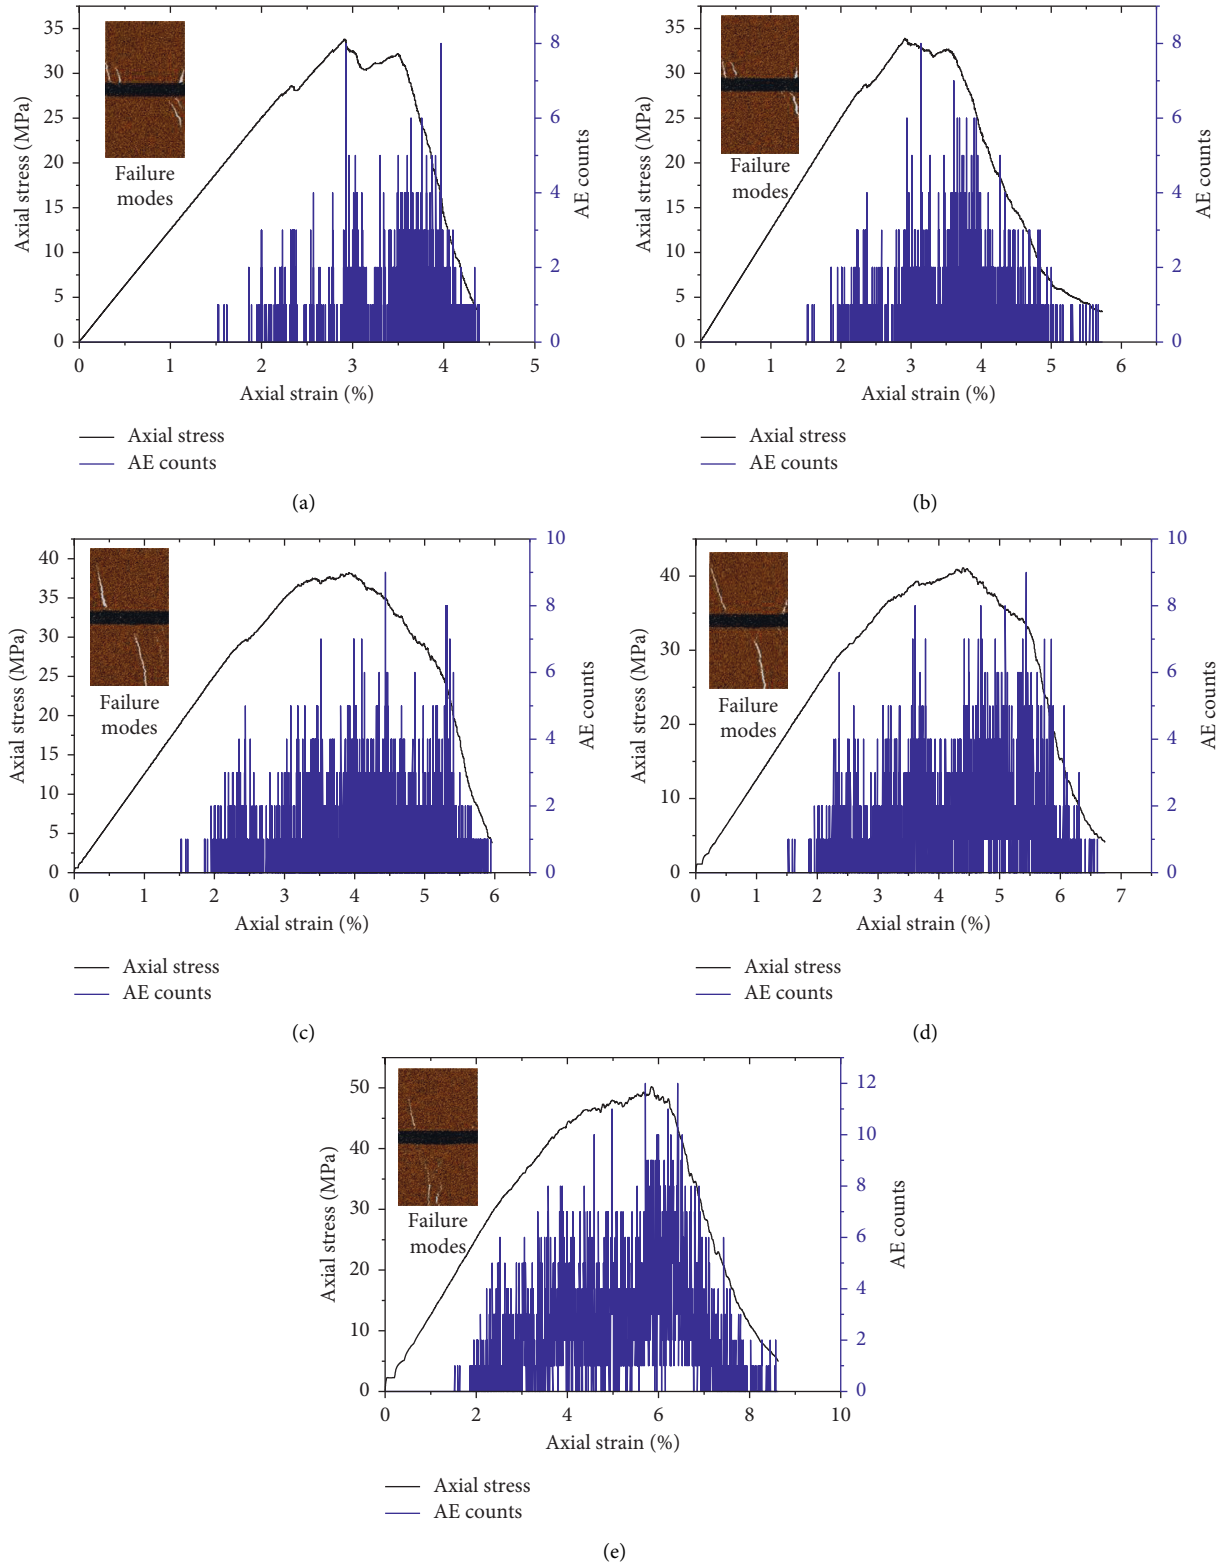 35
30
25
20
15
10
5
0
Axial stress (MPa)
Failure
modes
8
6
4
2
0
AE counts
0 1 2 3 4 5
Axial strain (%)
Axial stress
AE counts
(a)
35
30
25
20
15
10
5
0
Axial stress (MPa)
Failure
modes
8
6
4
2
0
AE counts
0 1 2 3 4 5 6
Axial strain (%)
Axial stress
AE counts
(b)
40
35
30
25
20
15
10
5
0
Axial stress (MPa)
Failure
modes
10
8
6
4
2
0
AE counts
0 1 2 3 4 5 6
Axial strain (%)
Axial stress
AE counts
(c)
40
30
20
10
0
Axial stress (MPa)
Failure
modes
10
8
6
4
2
0
AE counts
0 1 2 3 4 5 6 7
Axial strain (%)
Axial stress
AE counts
(d)
50
40
30
20
10
0
Axial stress (MPa)
Failure
modes
12
10
8
6
4
2
0
AE counts
0 2 4 6 8 10
Axial strain (%)
Axial stress
AE counts
(e)